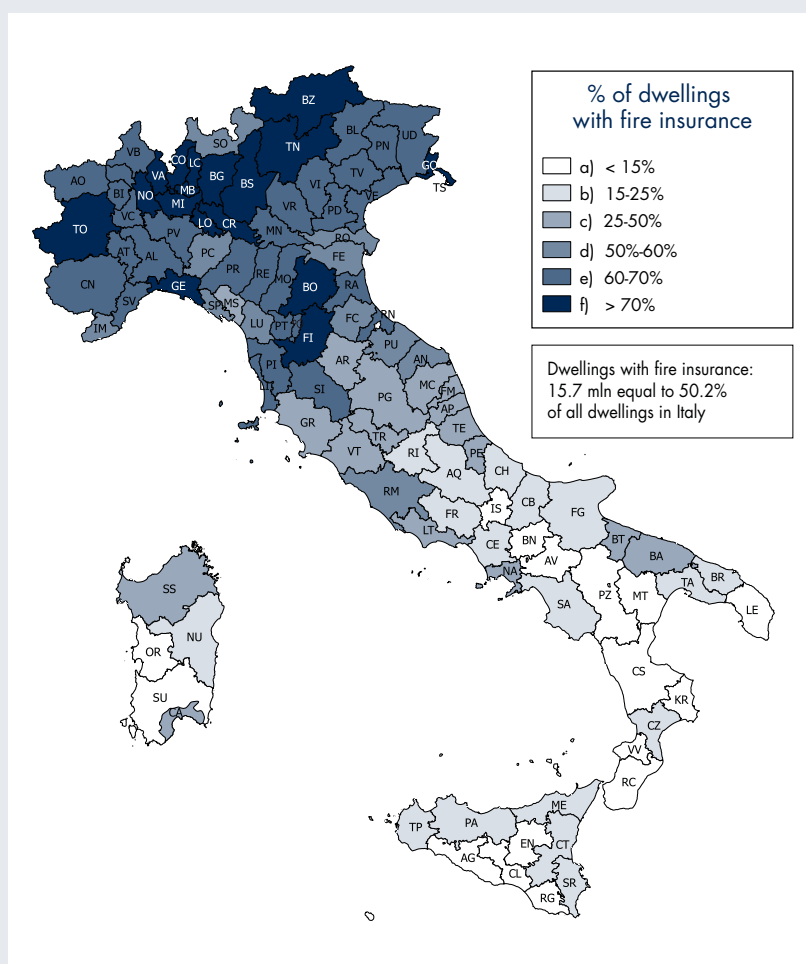 % of dwellings
with fire insurance
a) < 15%
b) 15-25%
c) 25-50%
d) 50%-60%
e) 60-70%
f) > 70%
Dwellings with fire insurance:
15.7 mln equal to 50.2%
of all dwellings in Italy
BZ
SO
BL
UD
VB
CO
LC
TN
PN
AO
VA
BG
BS
GO
BI
NO
MB
MI
VI
TV
TS
VC
VR
PD
VE
TO
PV
LO
CR
MN
RO
AT
AL
PC
FE
CN
GE
PR
RE
MO
BO
RA
SV
SP
MS
IM
LU
PT
PO
FC
RN
FI
PU
PI
AR
AN
LI
SI
MC
FM
PG
AP
GR
TR
TE
VT
RI
PE
AQ
CH
RM
IS
CB
FG
FR
LT
CE
BN
BT
BA
NA
AV
SS
SA
PZ
MT
TA
BR
LE
NU
OR
CS
SU
KR
CA
CZ
VV
RC
ME
TP
PA
EN
CT
AG
CL
SR
RG